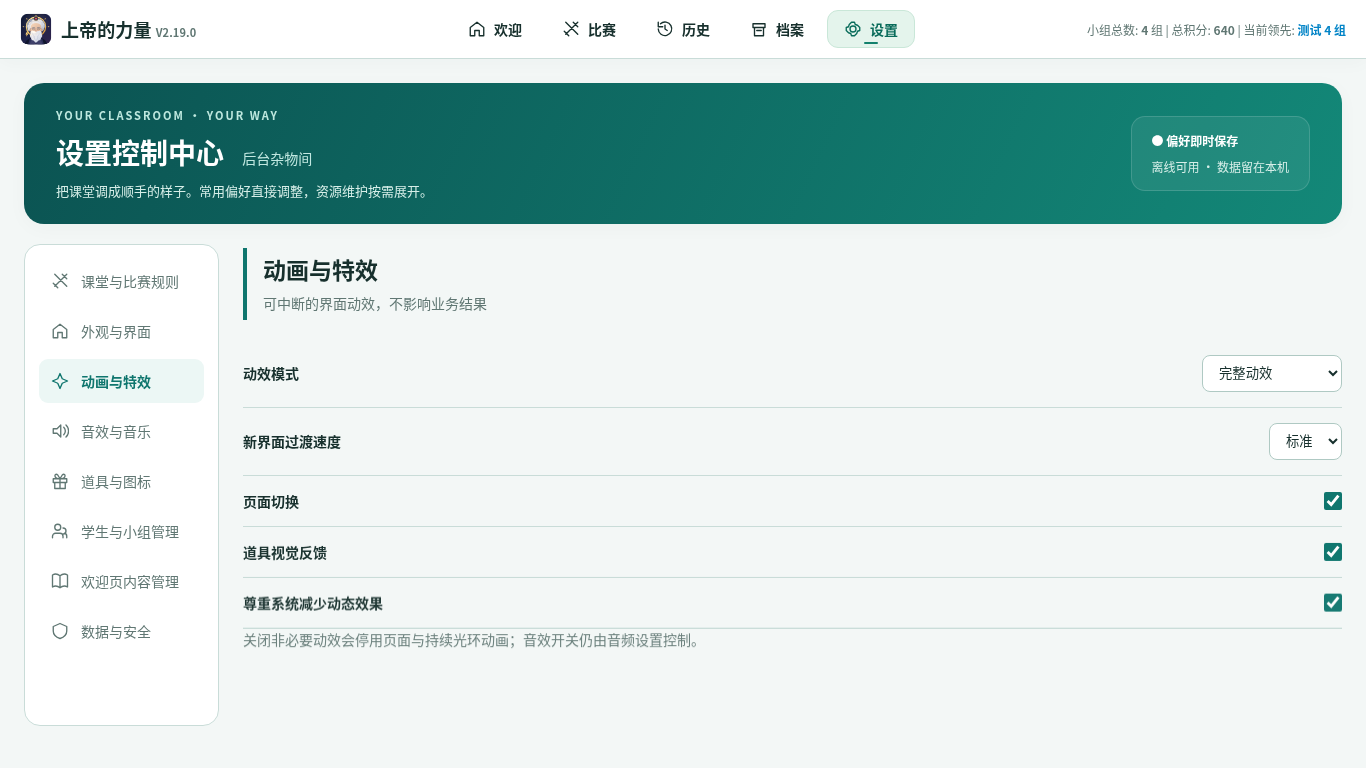 上帝的力量 V2.19.0
欢迎
比赛
历史
档案
设置
小组总数: 4 组 | 总积分: 640 | 当前领先: 测试 4 组
YOUR CLASSROOM • YOUR WAY
设置控制中心 后台杂物间
把课堂调成顺手的样子。常用偏好直接调整，资源维护按需展开。
偏好即时保存
离线可用 • 数据留在本机
课堂与比赛规则
外观与界面
动画与特效
音效与音乐
道具与图标
学生与小组管理
欢迎页内容管理
数据与安全
动画与特效
可中断的界面动效，不影响业务结果
动效模式
完整动效
新界面过渡速度
标准
页面切换
道具视觉反馈
尊重系统减少动态效果
关闭非必要动效会停用页面与持续光环动画；音效开关仍由音频设置控制。